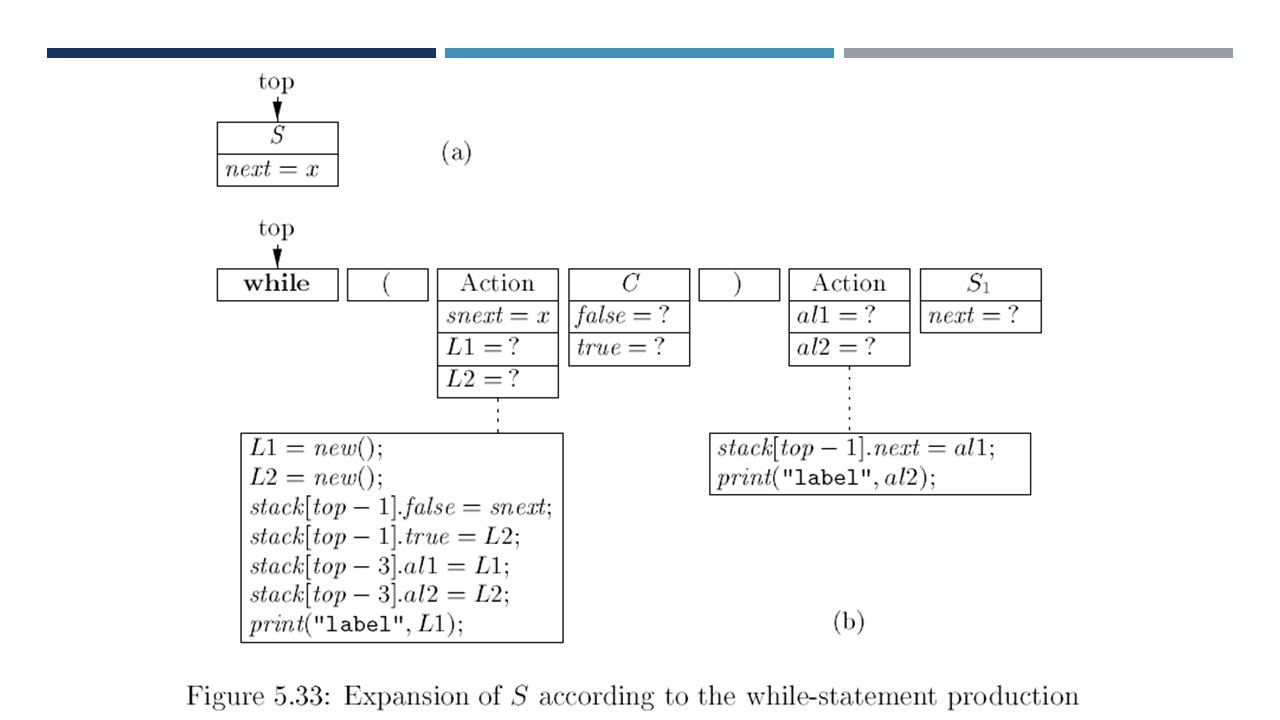 top
S
next = x
(a)
top
while ( Action C ) Action S₁
snext = x false = ? al1 = ? next = ?
L1 = ? true = ? al2 = ?
L2 = ?
L1 = new();
L2 = new();
stack[top − 1].false = snext;
stack[top − 1].true = L2;
stack[top − 3].al1 = L1;
stack[top − 3].al2 = L2;
print("label", L1);
stack[top − 1].next = al1;
print("label", al2);
(b)
Figure 5.33: Expansion of S according to the while-statement production